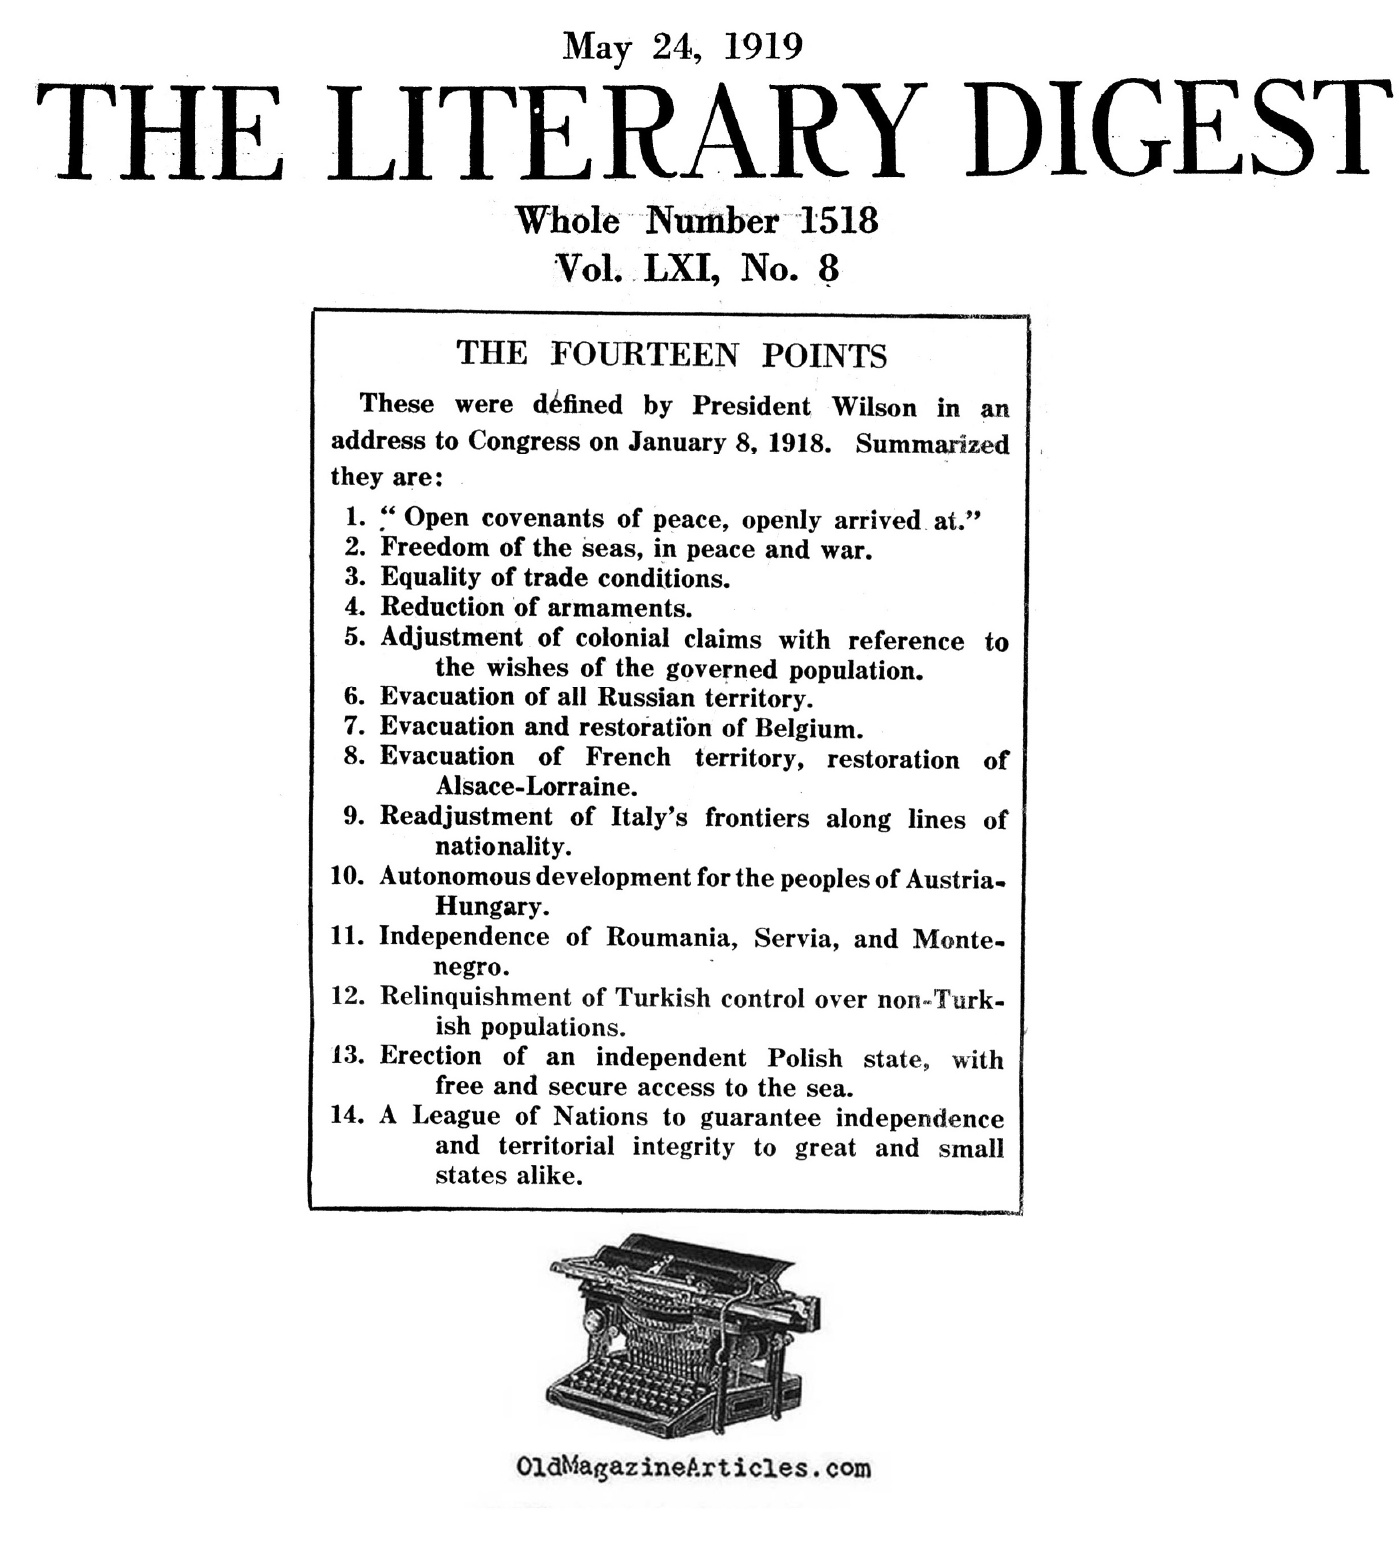 May 24, 1919
THE LITERARY DIGEST
Whole Number 1518
Vol. LXI, No. 8
THE FOURTEEN POINTS
These were defined by President Wilson in an
address to Congress on January 8, 1918. Summarized
they are:
1. “ Open covenants of peace, openly arrived at.”
2. Freedom of the seas, in peace and war.
3. Equality of trade conditions.
4. Reduction of armaments.
5. Adjustment of colonial claims with reference to
the wishes of the governed population.
6. Evacuation of all Russian territory.
7. Evacuation and restoration of Belgium.
8. Evacuation of French territory, restoration of
Alsace-Lorraine.
9. Readjustment of Italy’s frontiers along lines of
nationality.
10. Autonomous development for the peoples of Austria-
Hungary.
11. Independence of Roumania, Servia, and Monte-
negro.
12. Relinquishment of Turkish control over non-Turk-
ish populations.
13. Erection of an independent Polish state, with
free and secure access to the sea.
14. A League of Nations to guarantee independence
and territorial integrity to great and small
states alike.
OldMagazineArticles.com